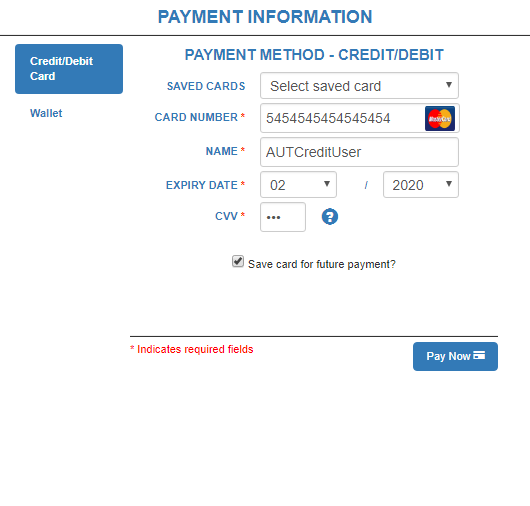 PAYMENT INFORMATION
Credit/Debit
Card
Wallet
PAYMENT METHOD - CREDIT/DEBIT
SAVED CARDS Select saved card
CARD NUMBER * 5454545454545454
NAME * AUTCreditUser
EXPIRY DATE * 02 / 2020
CVV * •••
Save card for future payment?
* Indicates required fields
Pay Now